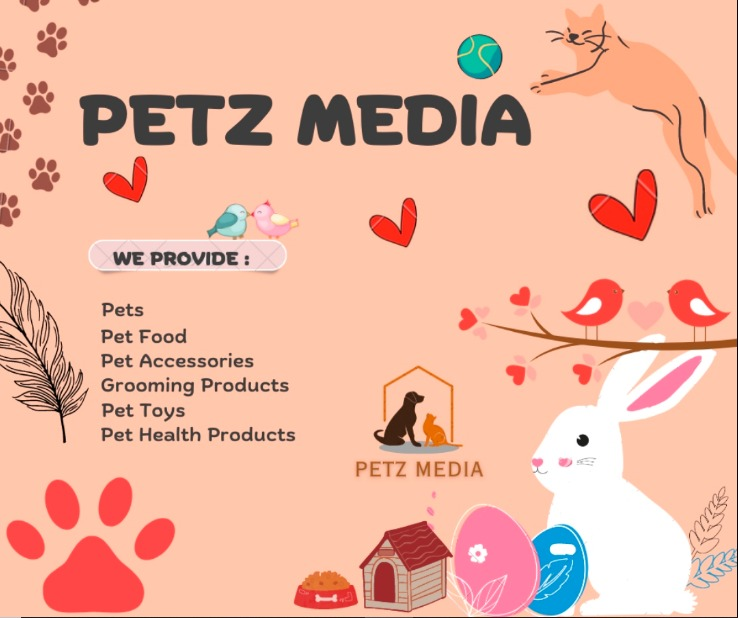 PETZ MEDIA
WE PROVIDE :
Pets
Pet Food
Pet Accessories
Grooming Products
Pet Toys
Pet Health Products
PETZ MEDIA